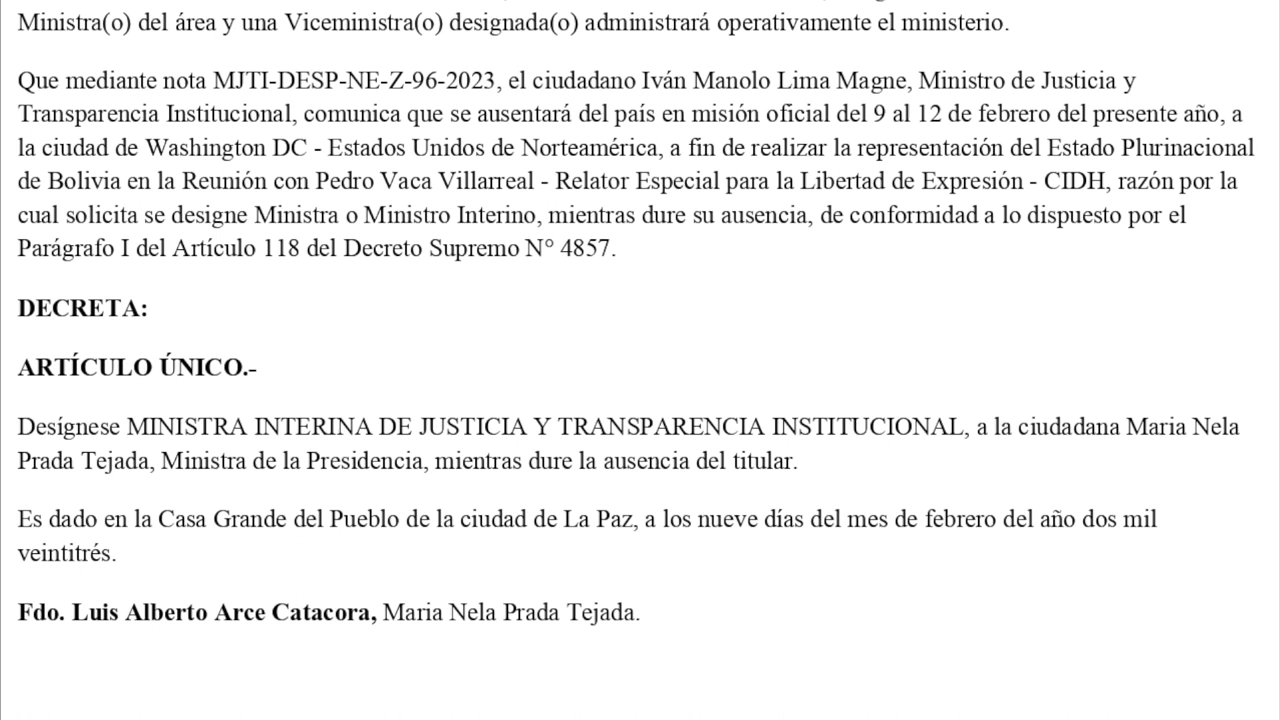 Ministra(o) del área y una Viceministra(o) designada(o) administrará operativamente el ministerio.
Que mediante nota MJTI-DESP-NE-Z-96-2023, el ciudadano Iván Manolo Lima Magne, Ministro de Justicia y
Transparencia Institucional, comunica que se ausentará del país en misión oficial del 9 al 12 de febrero del presente año, a
la ciudad de Washington DC - Estados Unidos de Norteamérica, a fin de realizar la representación del Estado Plurinacional
de Bolivia en la Reunión con Pedro Vaca Villarreal - Relator Especial para la Libertad de Expresión - CIDH, razón por la
cual solicita se designe Ministra o Ministro Interino, mientras dure su ausencia, de conformidad a lo dispuesto por el
Parágrafo I del Artículo 118 del Decreto Supremo N° 4857.
DECRETA:
ARTÍCULO ÚNICO.-
Desígnese MINISTRA INTERINA DE JUSTICIA Y TRANSPARENCIA INSTITUCIONAL, a la ciudadana Maria Nela
Prada Tejada, Ministra de la Presidencia, mientras dure la ausencia del titular.
Es dado en la Casa Grande del Pueblo de la ciudad de La Paz, a los nueve días del mes de febrero del año dos mil
veintitrés.
Fdo. Luis Alberto Arce Catacora, Maria Nela Prada Tejada.